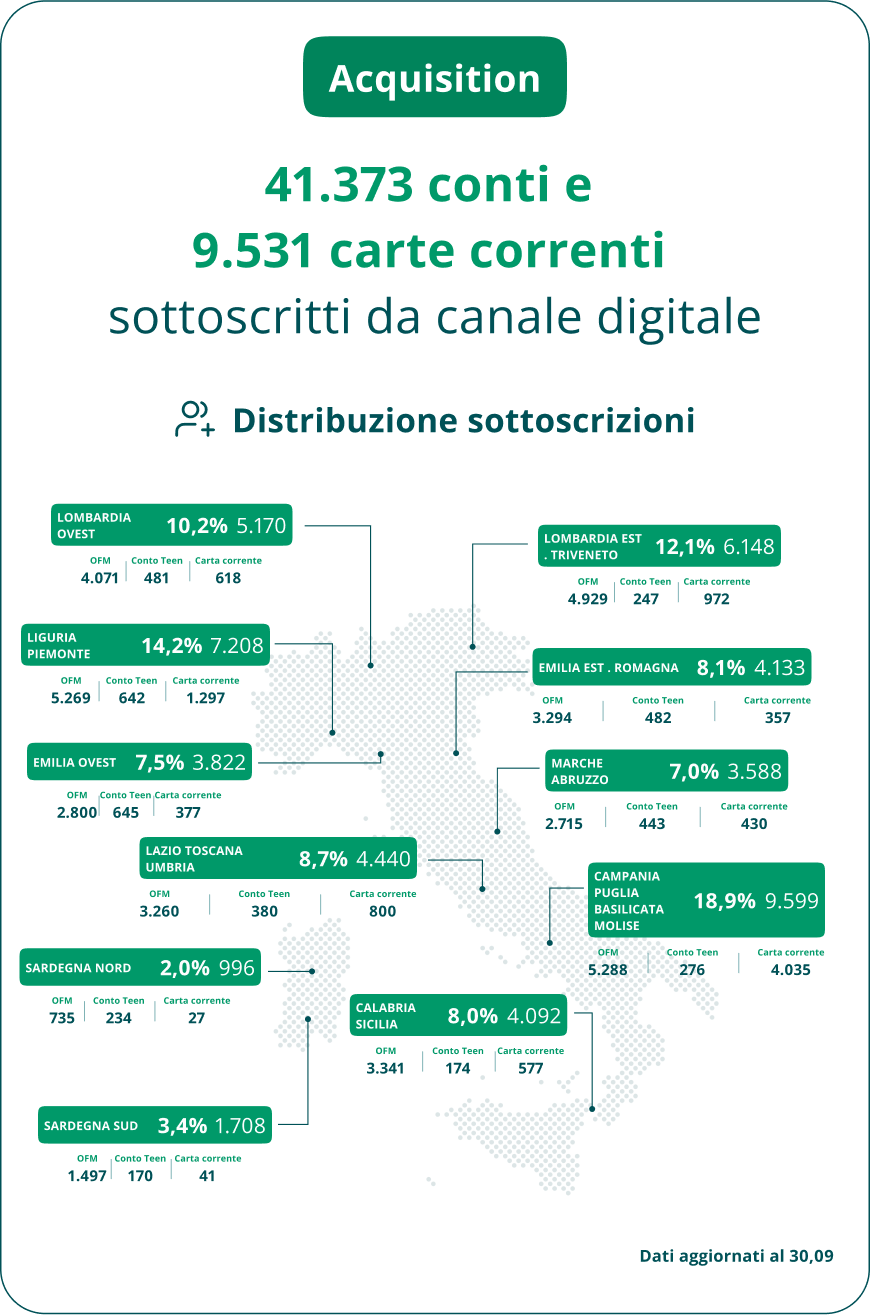 Acquisition
41.373 conti e
9.531 carte correnti
sottoscritti da canale digitale
Distribuzione sottoscrizioni
LOMBARDIA
OVEST
10,2% 5.170
OFM Conto Teen Carta corrente
4.071 481 618
LOMBARDIA EST
. TRIVENETO
12,1% 6.148
OFM Conto Teen Carta corrente
4.929 247 972
LIGURIA
PIEMONTE
14,2% 7.208
OFM Conto Teen Carta corrente
5.269 642 1.297
EMILIA EST . ROMAGNA 8,1% 4.133
OFM Conto Teen Carta corrente
3.294 482 357
EMILIA OVEST 7,5% 3.822
OFM Conto Teen Carta corrente
2.800 645 377
MARCHE
ABRUZZO
7,0% 3.588
OFM Conto Teen Carta corrente
2.715 443 430
LAZIO TOSCANA
UMBRIA
8,7% 4.440
OFM Conto Teen Carta corrente
3.260 380 800
CAMPANIA
PUGLIA
BASILICATA
MOLISE
18,9% 9.599
OFM Conto Teen Carta corrente
5.288 276 4.035
SARDEGNA NORD 2,0% 996
OFM Conto Teen Carta corrente
735 234 27
CALABRIA
SICILIA
8,0% 4.092
OFM Conto Teen Carta corrente
3.341 174 577
SARDEGNA SUD 3,4% 1.708
OFM Conto Teen Carta corrente
1.497 170 41
Dati aggiornati al 30,09